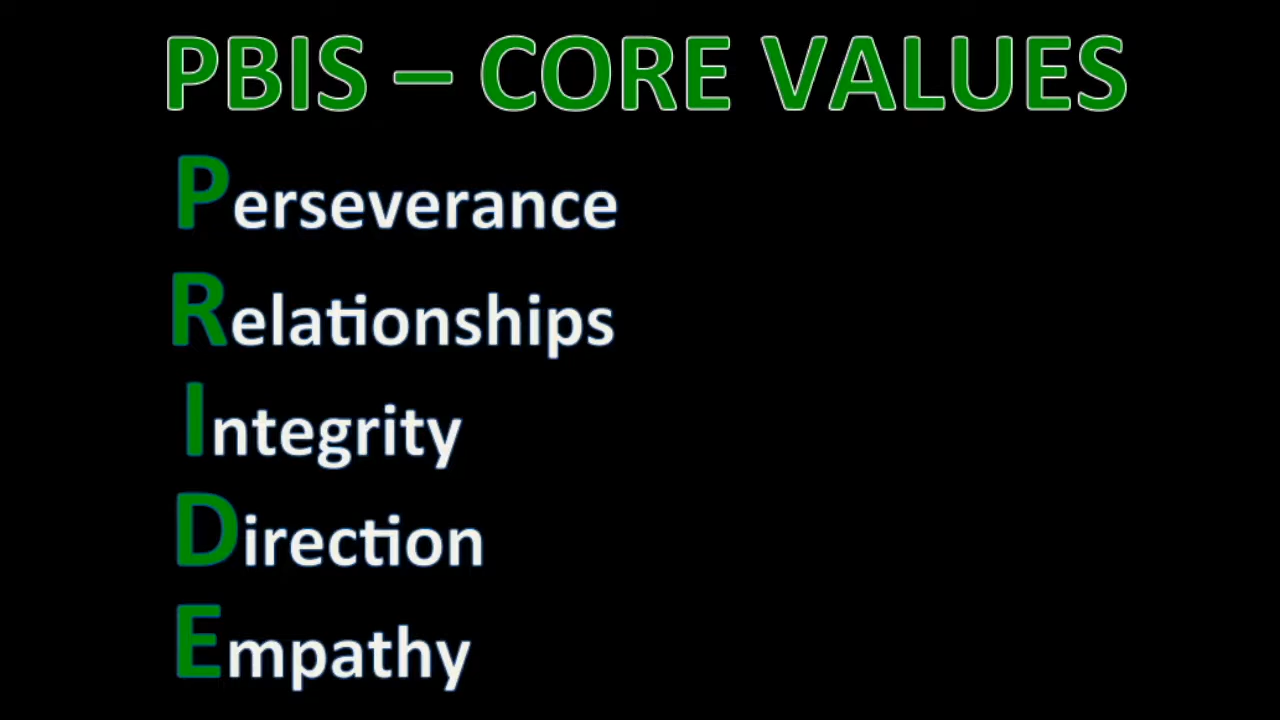 PBIS – CORE VALUES
Perseverance
Relationships
Integrity
Direction
Empathy